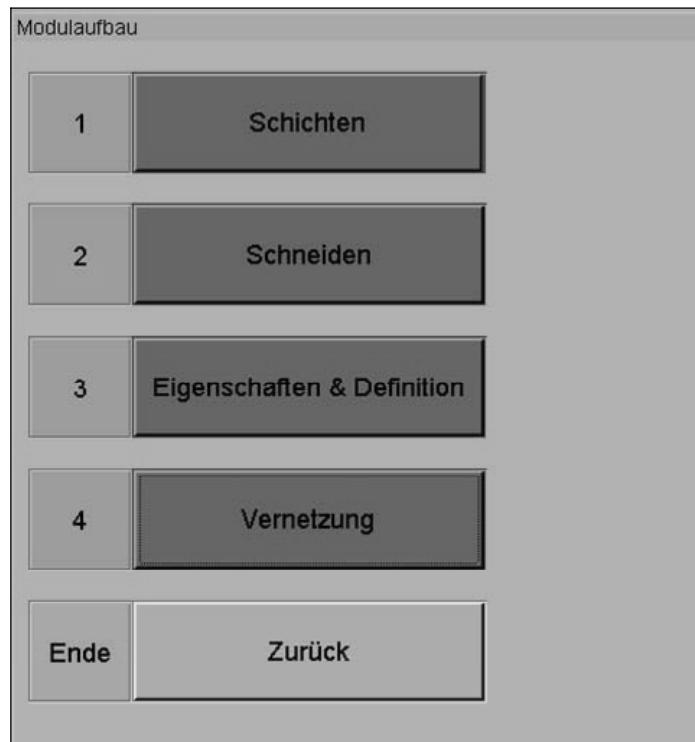 Modulaufbau
1 Schichten
2 Schneiden
3 Eigenschaften & Definition
4 Vernetzung
Ende Zurück